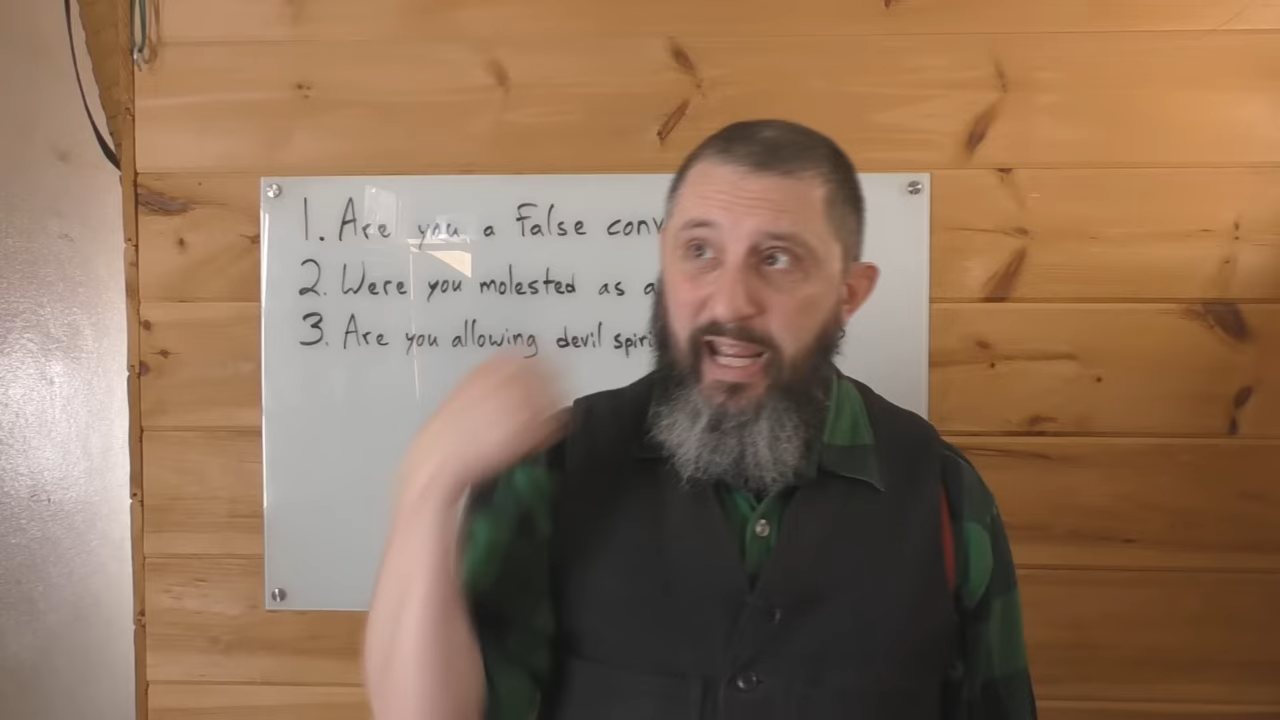 1. Are you a False conv
2. Were you molested as a
3. Are you allowing devil spiri